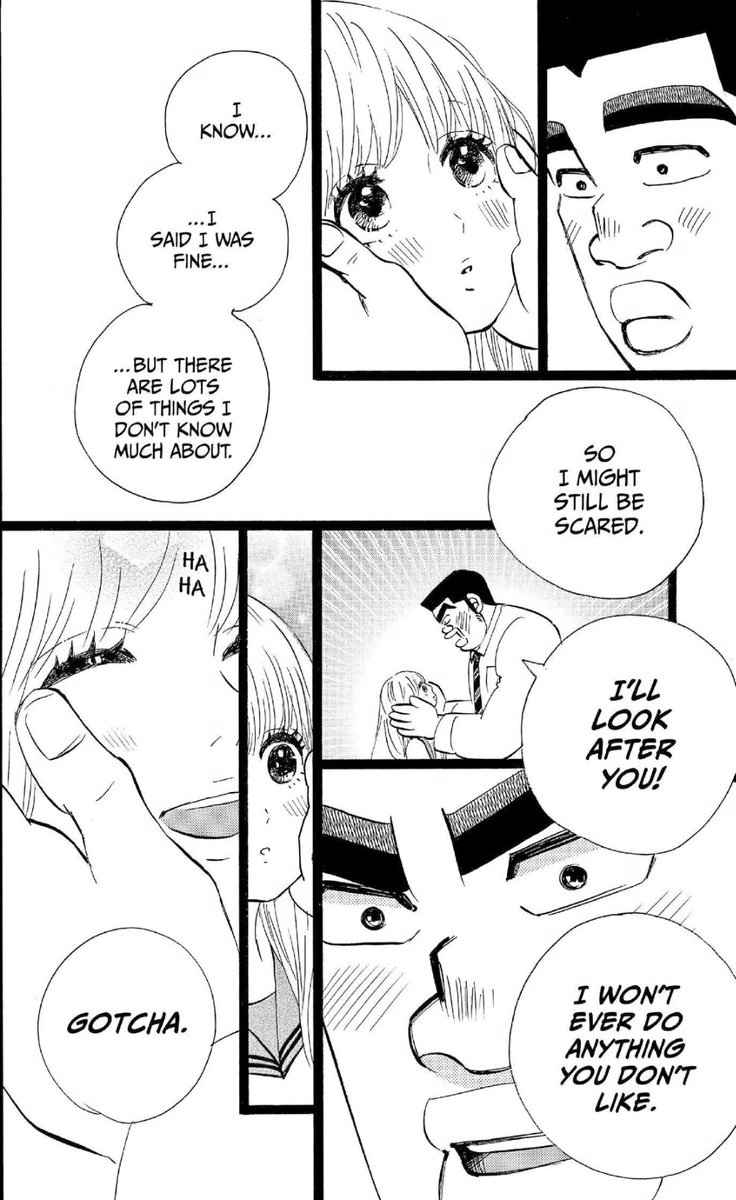 I
KNOW...
...I
SAID I WAS
FINE...
...BUT THERE
ARE LOTS
OF THINGS I
DON'T KNOW
MUCH ABOUT.
SO
I MIGHT
STILL BE
SCARED.
I'LL
LOOK
AFTER
YOU!
I WON'T
EVER DO
ANYTHING
YOU DON'T
LIKE.
HA
HA
GOTCHA.